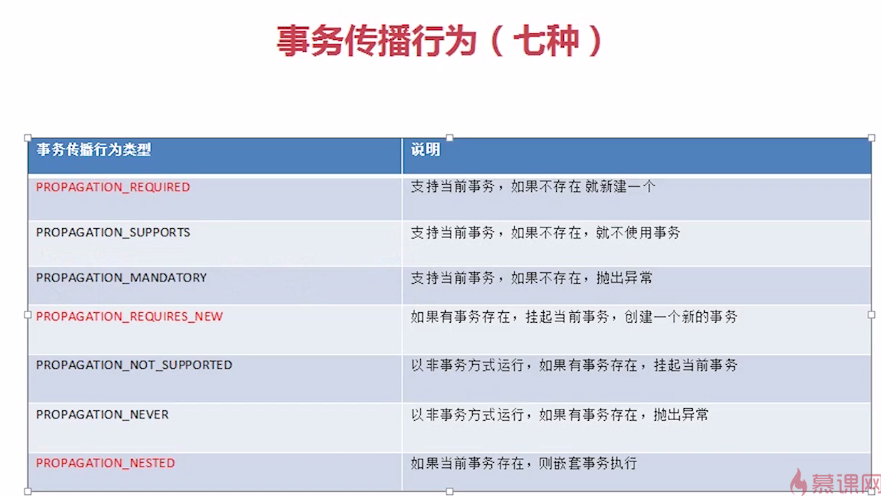 事务传播行为（七种）
事务传播行为类型 说明
PROPAGATION_REQUIRED 支持当前事务，如果不存在 就新建一个
PROPAGATION_SUPPORTS 支持当前事务，如果不存在，就不使用事务
PROPAGATION_MANDATORY 支持当前事务，如果不存在，抛出异常
PROPAGATION_REQUIRES_NEW 如果有事务存在，挂起当前事务，创建一个新的事务
PROPAGATION_NOT_SUPPORTED 以非事务方式运行，如果有事务存在，挂起当前事务
PROPAGATION_NEVER 以非事务方式运行，如果有事务存在，抛出异常
PROPAGATION_NESTED 如果当前事务存在，则嵌套事务执行
慕课网